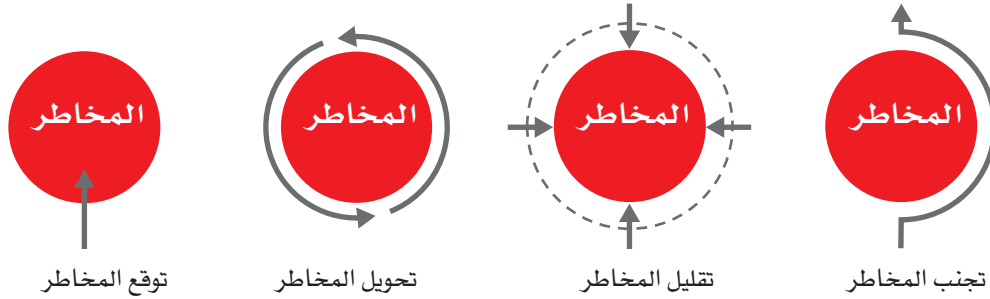 المخاطر
المخاطر
المخاطر
المخاطر
تجنب المخاطر
تقليل المخاطر
تحويل المخاطر
توقع المخاطر